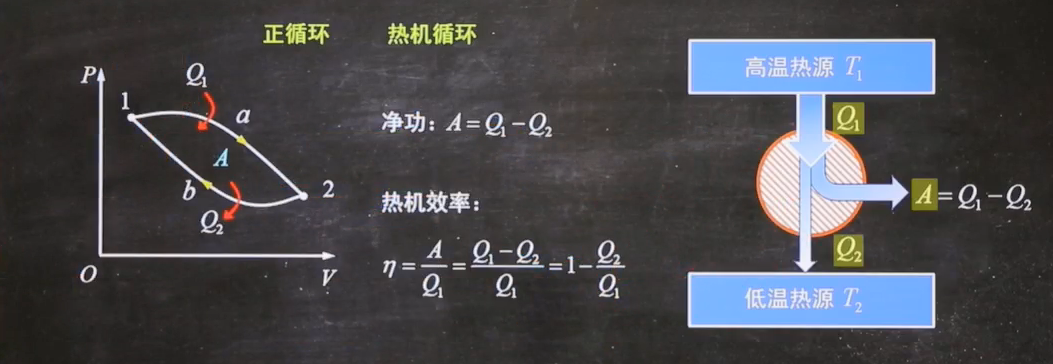 正循环 热机循环
P
1
Q₁
a
A
b
Q₂
2
O
V
净功：A=Q₁-Q₂
热机效率：
η=A/Q₁=(Q₁-Q₂)/Q₁=1-Q₂/Q₁
高温热源 T₁
Q₁
A=Q₁-Q₂
Q₂
低温热源 T₂